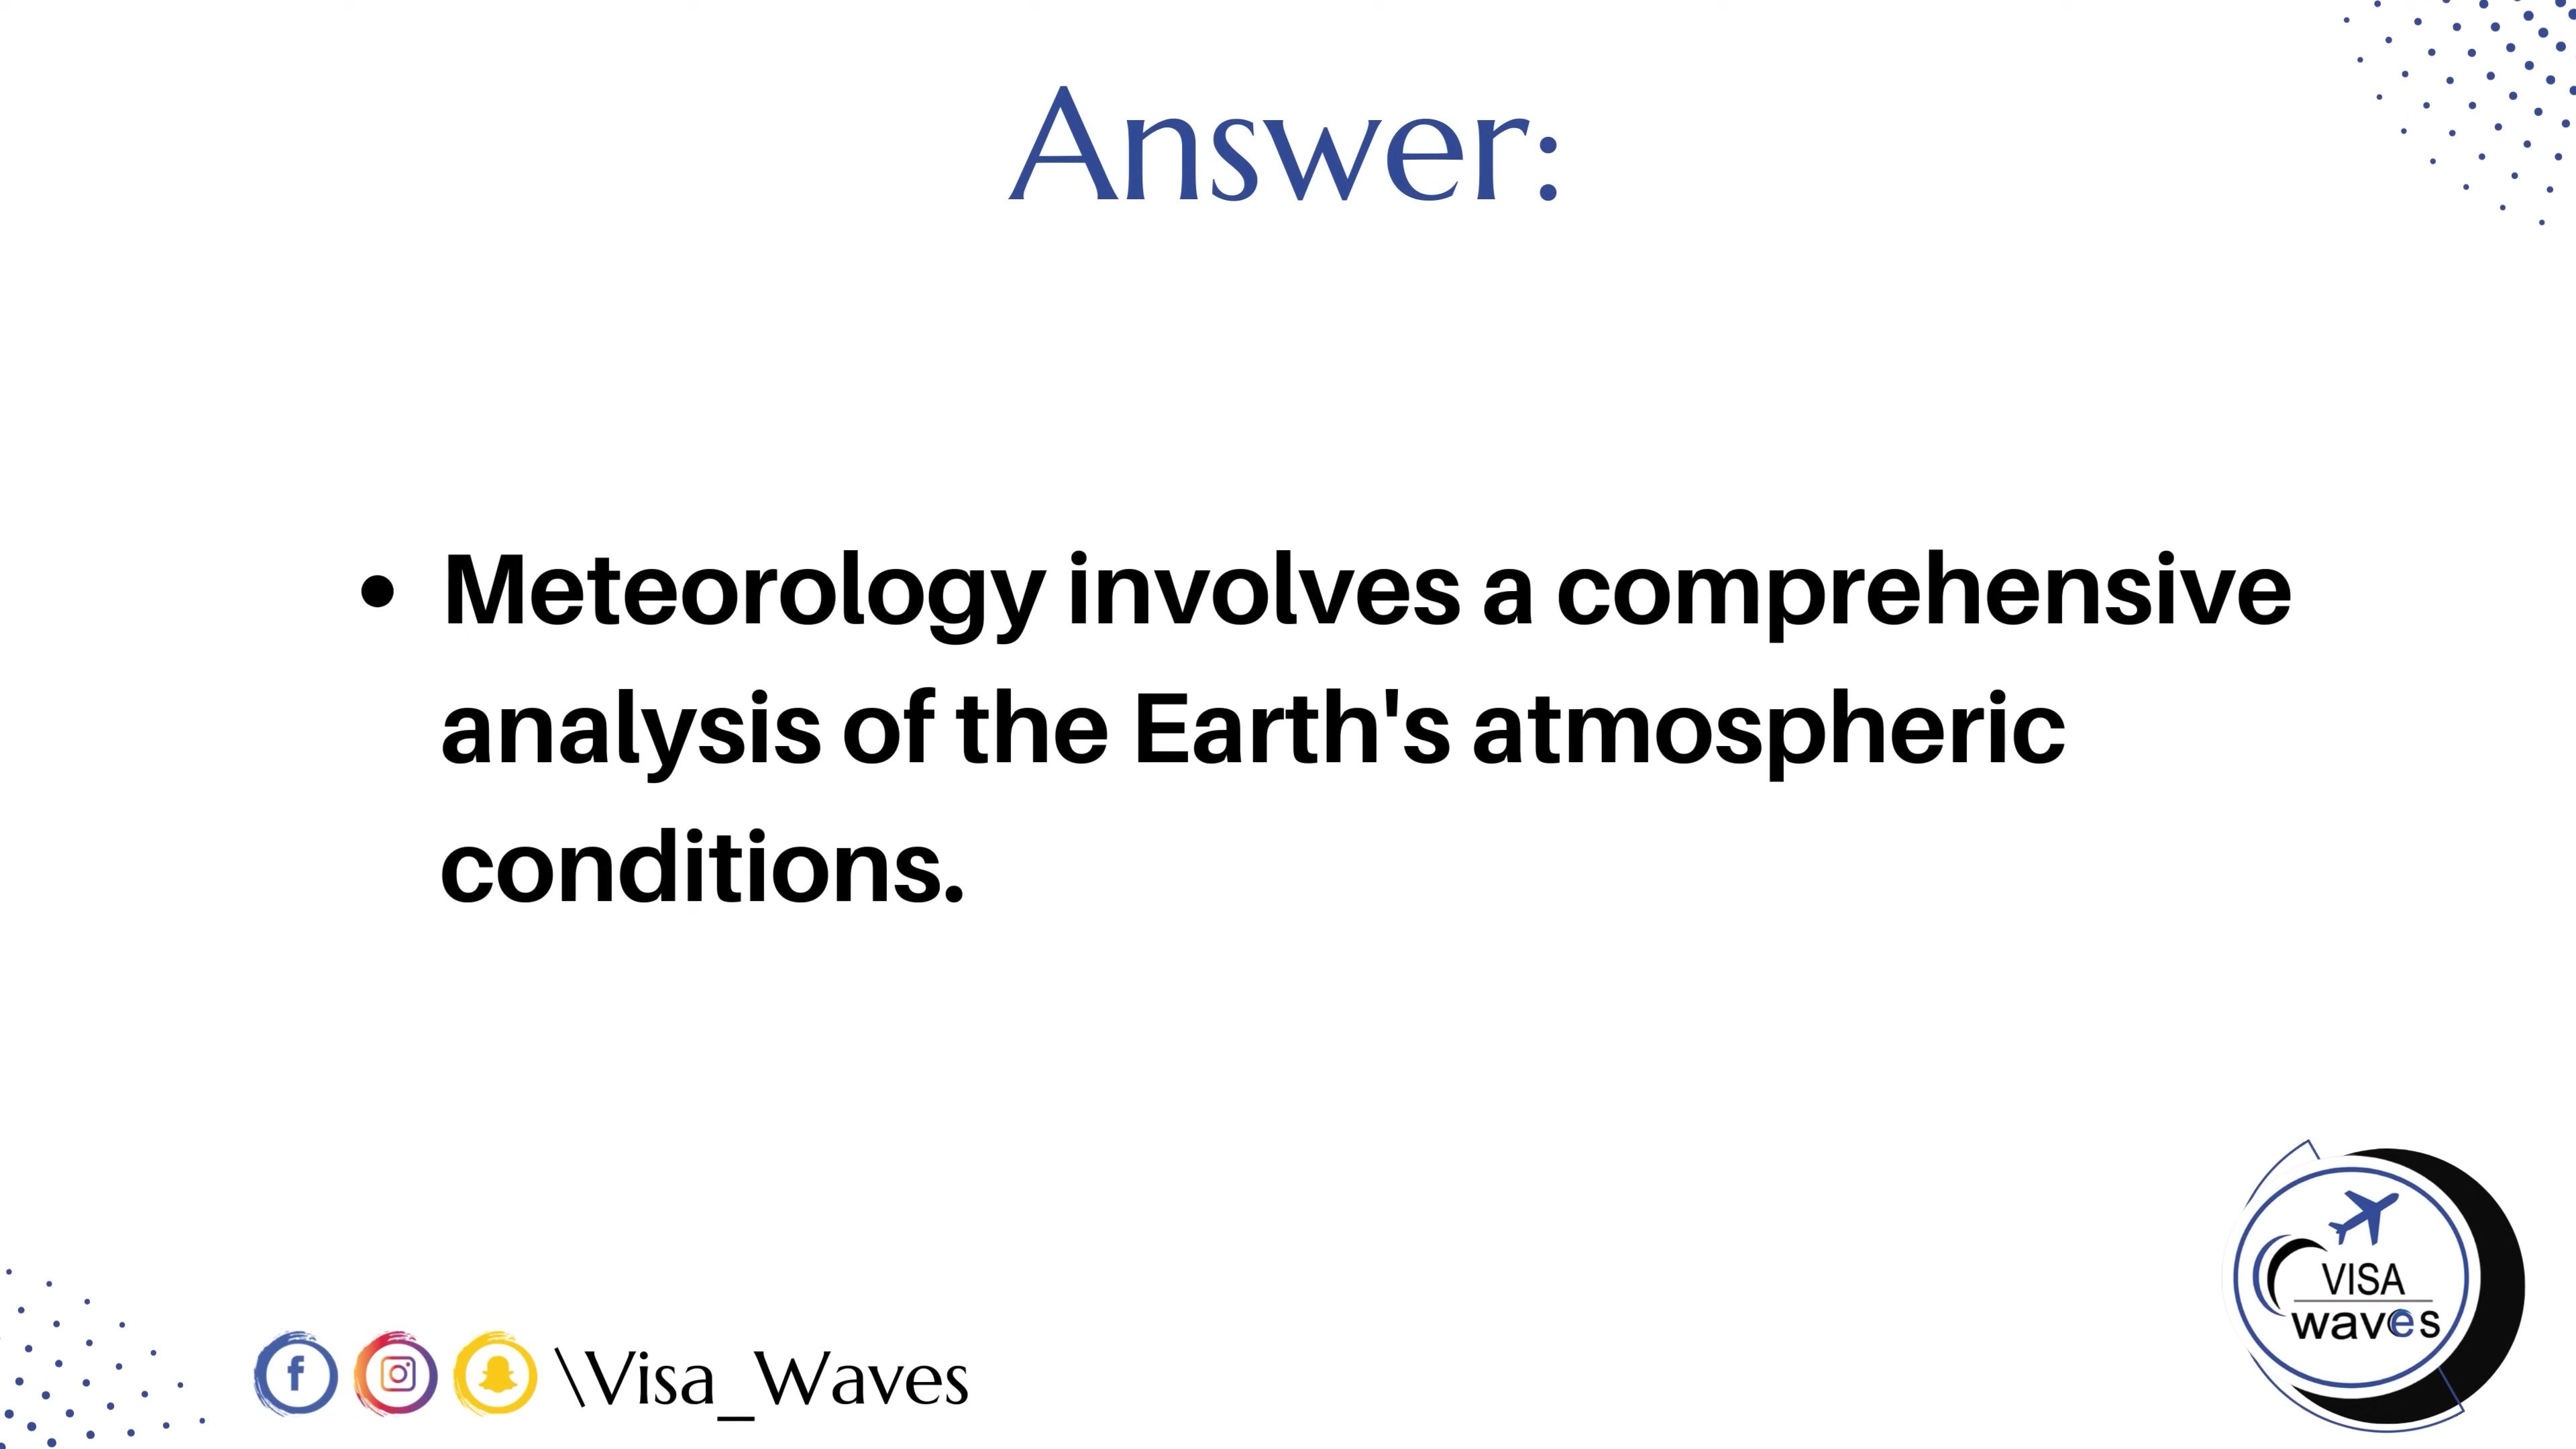 Answer:
• Meteorology involves a comprehensive
analysis of the Earth's atmospheric
conditions.
\Visa_Waves
VISA
waves